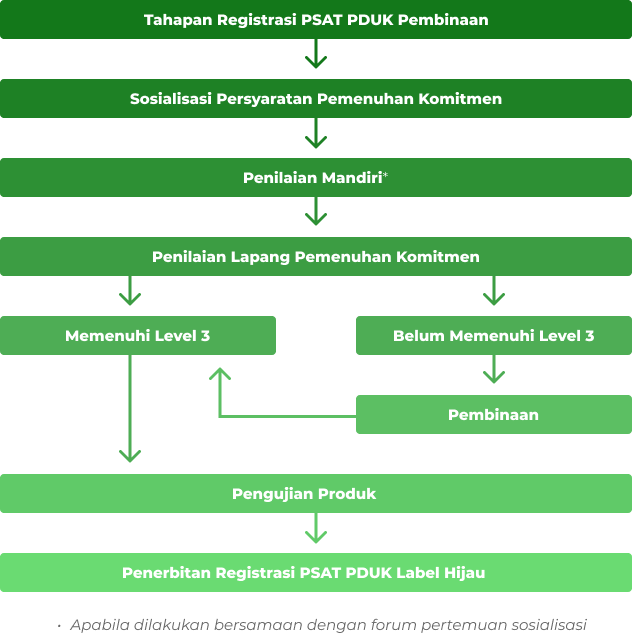 Tahapan Registrasi PSAT PDUK Pembinaan
Sosialisasi Persyaratan Pemenuhan Komitmen
Penilaian Mandiri*
Penilaian Lapang Pemenuhan Komitmen
Memenuhi Level 3
Belum Memenuhi Level 3
Pembinaan
Pengujian Produk
Penerbitan Registrasi PSAT PDUK Label Hijau
• Apabila dilakukan bersamaan dengan forum pertemuan sosialisasi